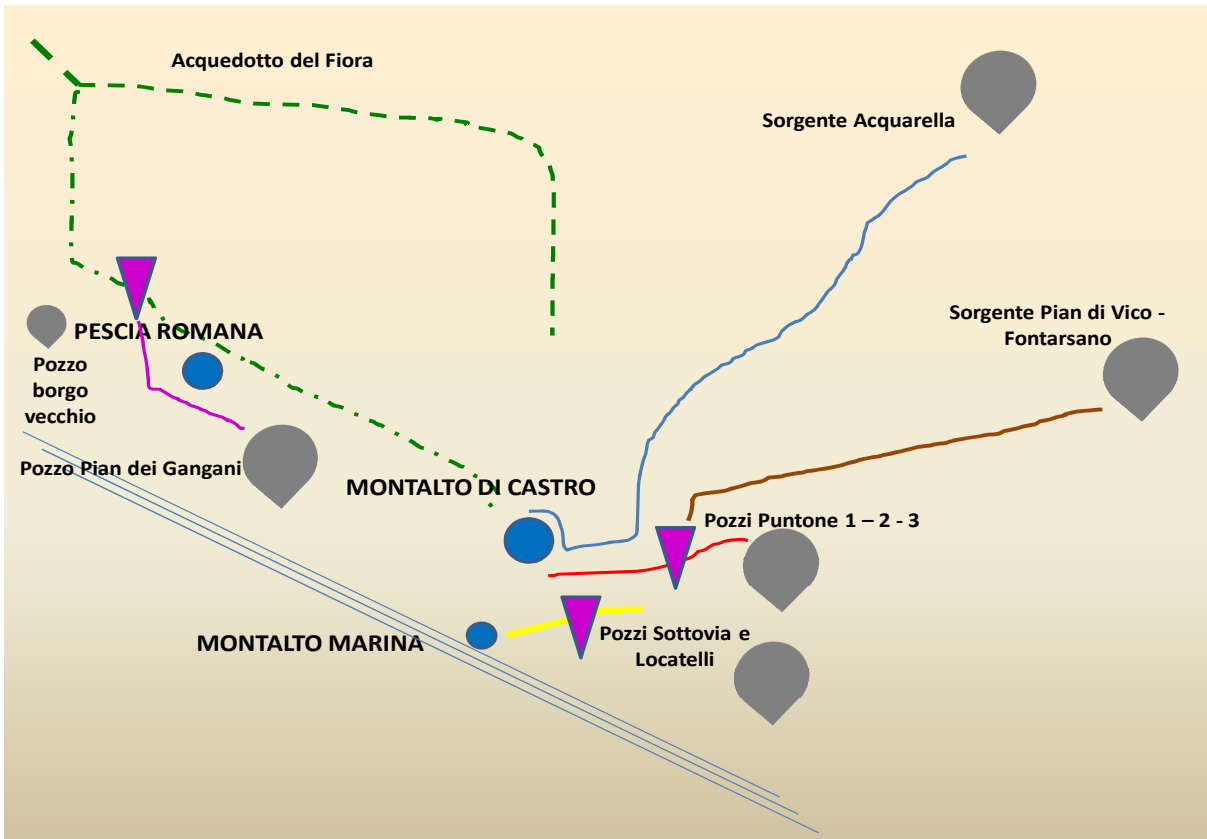 Acquedotto del Fiora
Sorgente Acquarella
Sorgente Pian di Vico -
Fontarsano
PESCIA ROMANA
Pozzo
borgo
vecchio
Pozzo Pian dei Gangani
MONTALTO DI CASTRO
Pozzi Puntone 1 – 2 - 3
MONTALTO MARINA
Pozzi Sottovia e
Locatelli